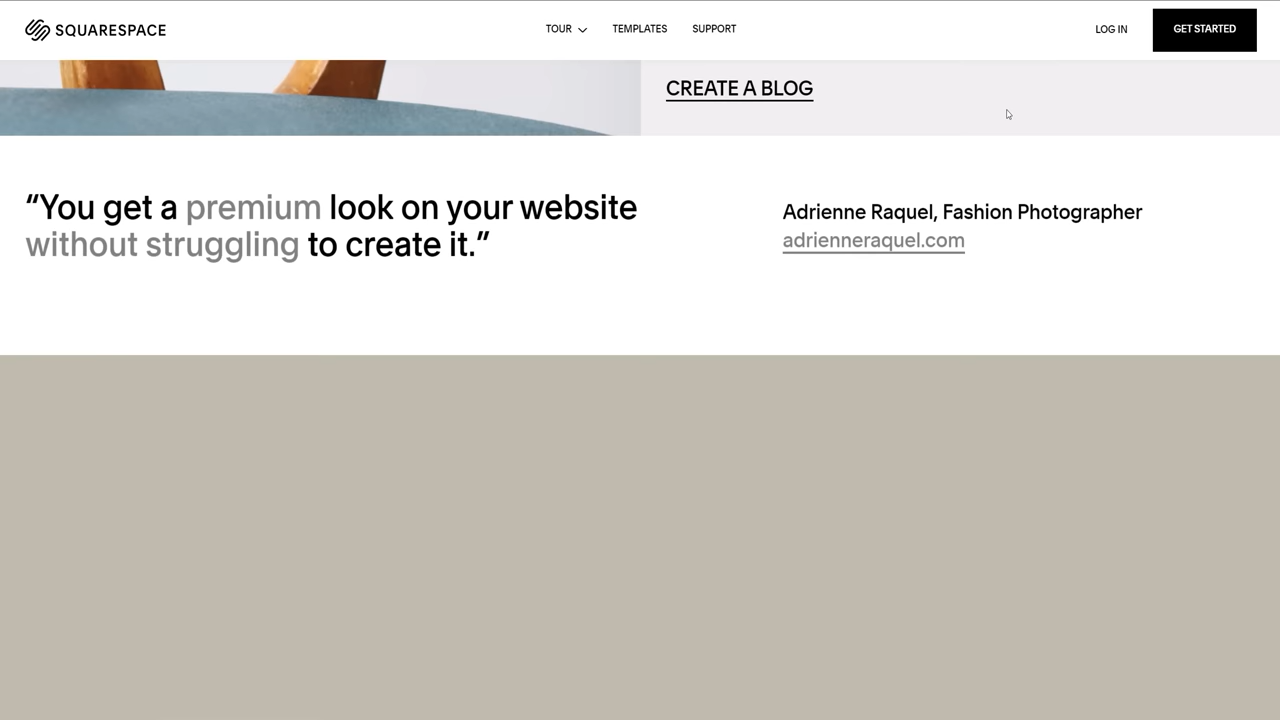 SQUARESPACE
TOUR
TEMPLATES
SUPPORT
LOG IN
GET STARTED
CREATE A BLOG
“You get a premium look on your website
without struggling to create it.”
Adrienne Raquel, Fashion Photographer
adrienneraquel.com